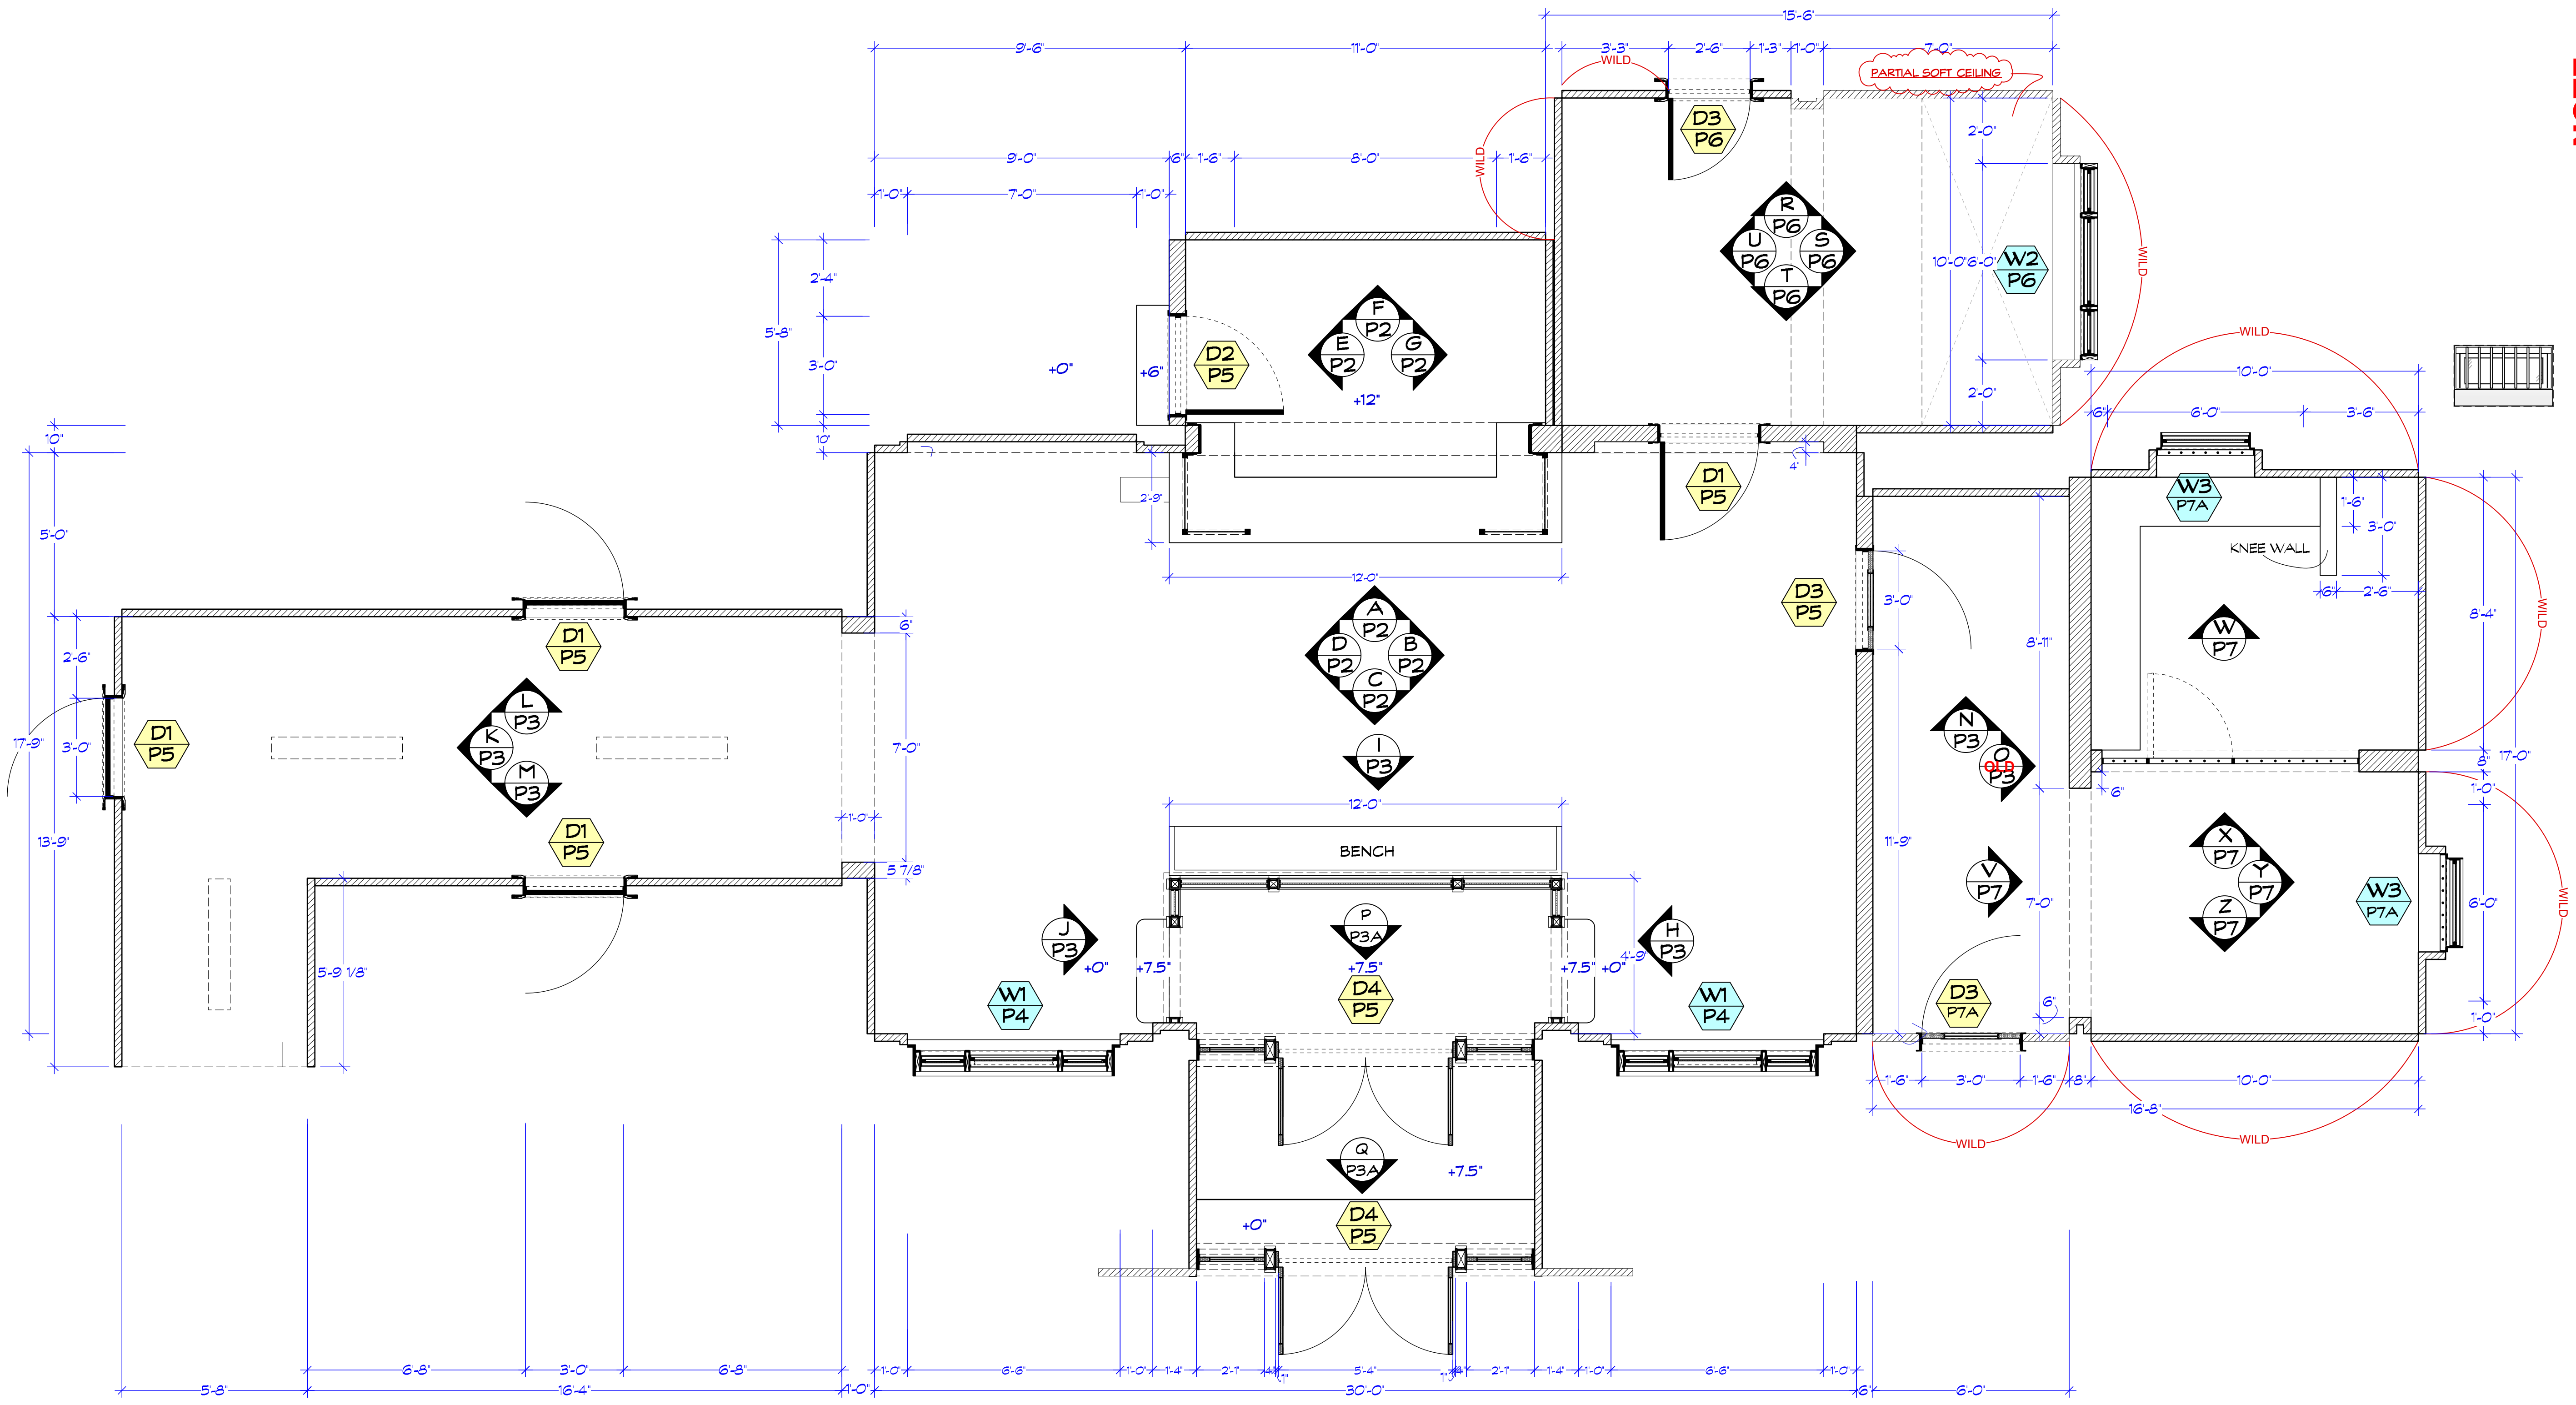 15'-6"
9'-6" 11'-0" 3'-3" 2'-6" 1'-3" 1'-0" 7'-0"
WILD
PARTIAL SOFT CEILING
D3
P6
2'-0"
9'-0" 6" 1'-6" 8'-0" 1'-6"
WILD
1'-0" 7'-0" 1'-0"
R
P6
U
P6
S
P6
T
P6
10'-0" 6'-0"
W2
P6
WILD
2'-4"
5'-8"
3'-0"
10"
+0"
+6"
D2
P5
F
P2
E
P2
G
P2
+12"
2'-0"
WILD
10'-0"
6" 6'-0" 3'-6"
10"
5'-0"
2'-9"
D1
P5
4"
W3
P7A
1'-6"
3'-0"
KNEE WALL
6" 2'-6"
WILD
8'-4"
12'-0"
D3
P5
3'-0"
8'-11"
A
P2
D
P2
B
P2
C
P2
I
P3
6"
D1
P5
2'-6"
17'-9"
3'-0"
D1
P5
L
P3
K
P3
M
P3
7'-0"
W
P7
N
P3
O
P3
OLD
8"
17'-0"
6"
1'-0"
13'-9"
D1
P5
1'-0"
5 7/8"
12'-0"
BENCH
11'-9"
X
P7
Y
P7
Z
P7
V
P7
7'-0"
W3
P7A
6'-0"
WILD
5'-9 1/8"
J
P3
+0"
+7.5"
P
P3A
+7.5"
+7.5"
+0"
H
P3
4'-9"
W1
P4
D4
P5
W1
P4
D3
P7A
6"
1'-0"
1'-6" 3'-0" 1'-6" 8" 10'-0"
16'-8"
WILD
WILD
Q
P3A
+7.5"
+0"
D4
P5
6'-8" 3'-0" 6'-8" 1'-0" 6'-6" 1'-0" 1'-4" 2'-1" 4" 1" 5'-4" 1" 4" 2'-1" 1'-4" 1'-0" 6'-6" 1'-0"
5'-8" 16'-4" 1'-0" 30'-0" 6" 6'-0"